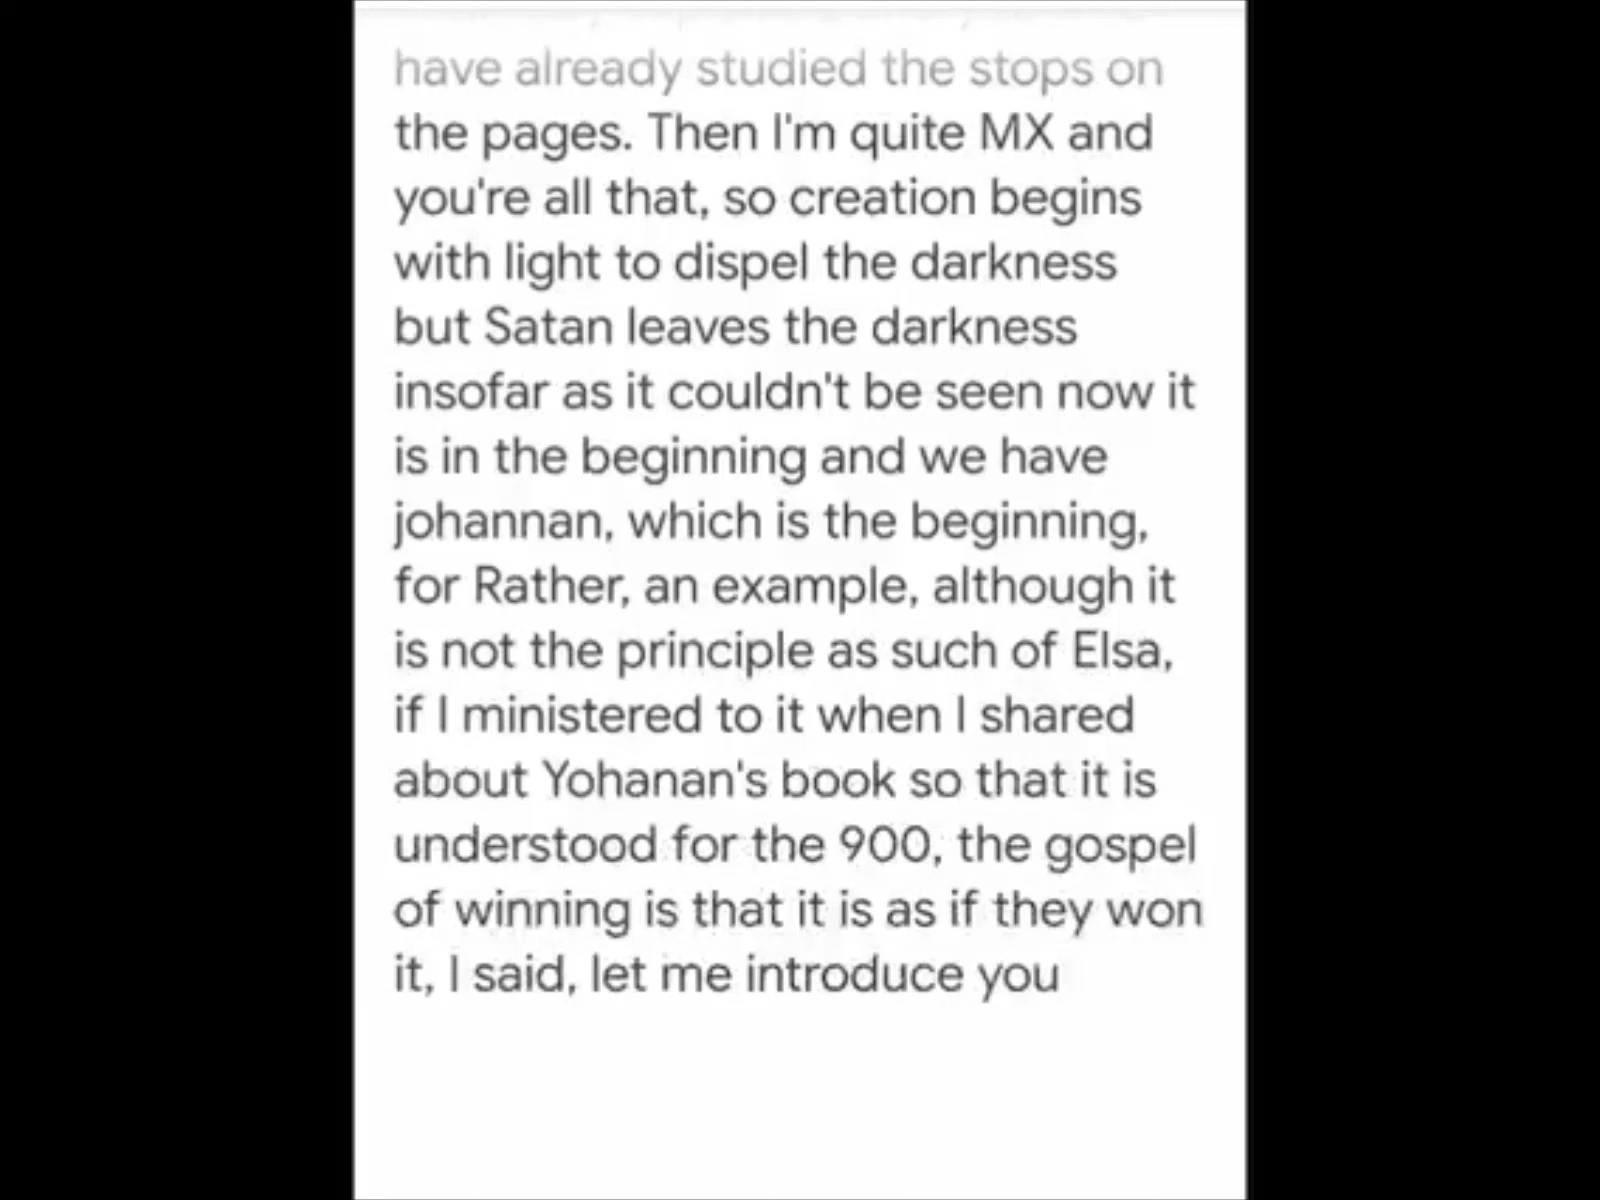 have already studied the stops on
the pages. Then I'm quite MX and
you're all that, so creation begins
with light to dispel the darkness
but Satan leaves the darkness
insofar as it couldn't be seen now it
is in the beginning and we have
johannan, which is the beginning,
for Rather, an example, although it
is not the principle as such of Elsa,
if I ministered to it when I shared
about Yohanan's book so that it is
understood for the 900, the gospel
of winning is that it is as if they won
it, I said, let me introduce you